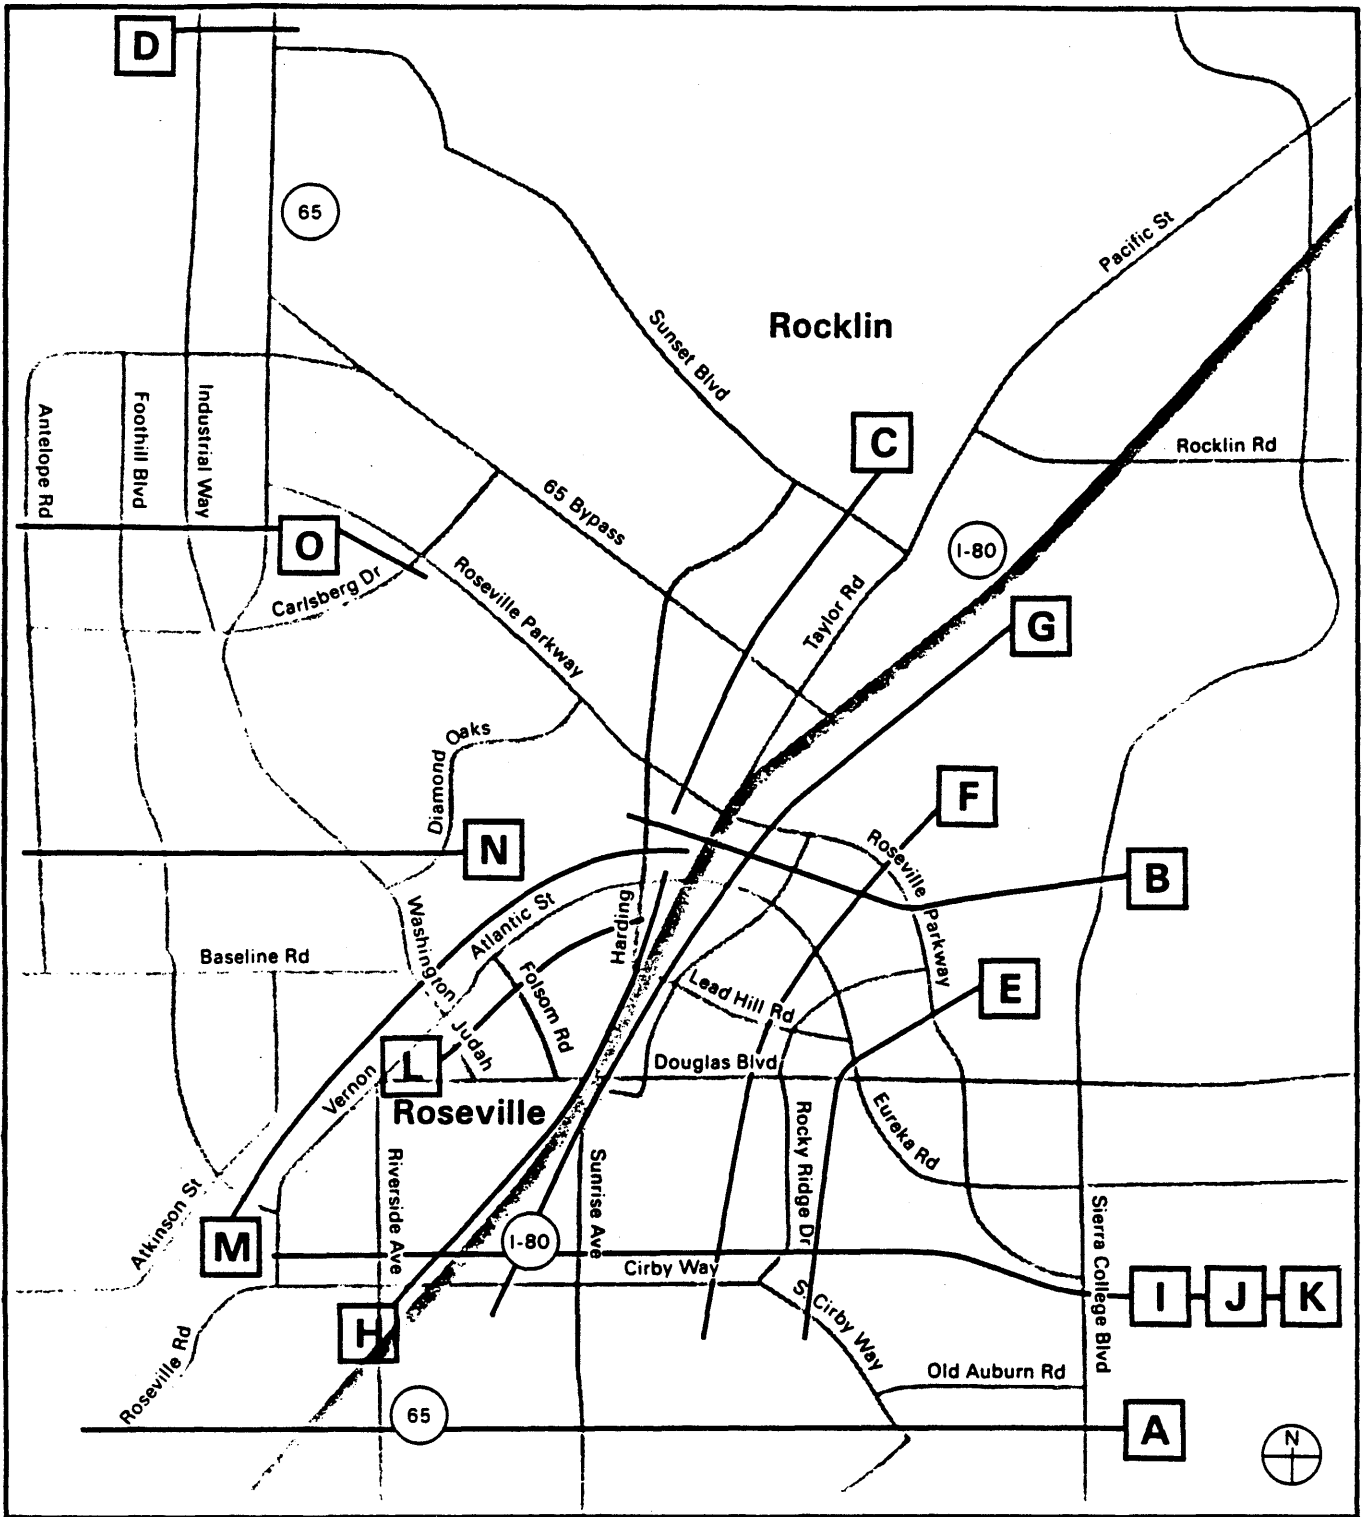 D
65
Pacific St
Rocklin
Sunset Blvd
C
Rocklin Rd
Antelope Rd
Foothill Blvd
Industrial Way
65 Bypass
O
I-80
Roseville Parkway
Carlsberg Dr
Taylor Rd
G
Diamond Oaks
F
N
Roseville Parkway
B
Washington
Atlantic St
Harding
Baseline Rd
Folsom Rd
Lead Hill Rd
E
Judah
L
Douglas Blvd
Vernon
Roseville
Eureka Rd
Rocky Ridge Dr
Riverside Ave
Sunrise Ave
Atkinson St
M
I-80
Cirby Way
Sierra College Blvd
I
J
K
S. Cirby Way
H
Roseville Rd
Old Auburn Rd
65
A
N